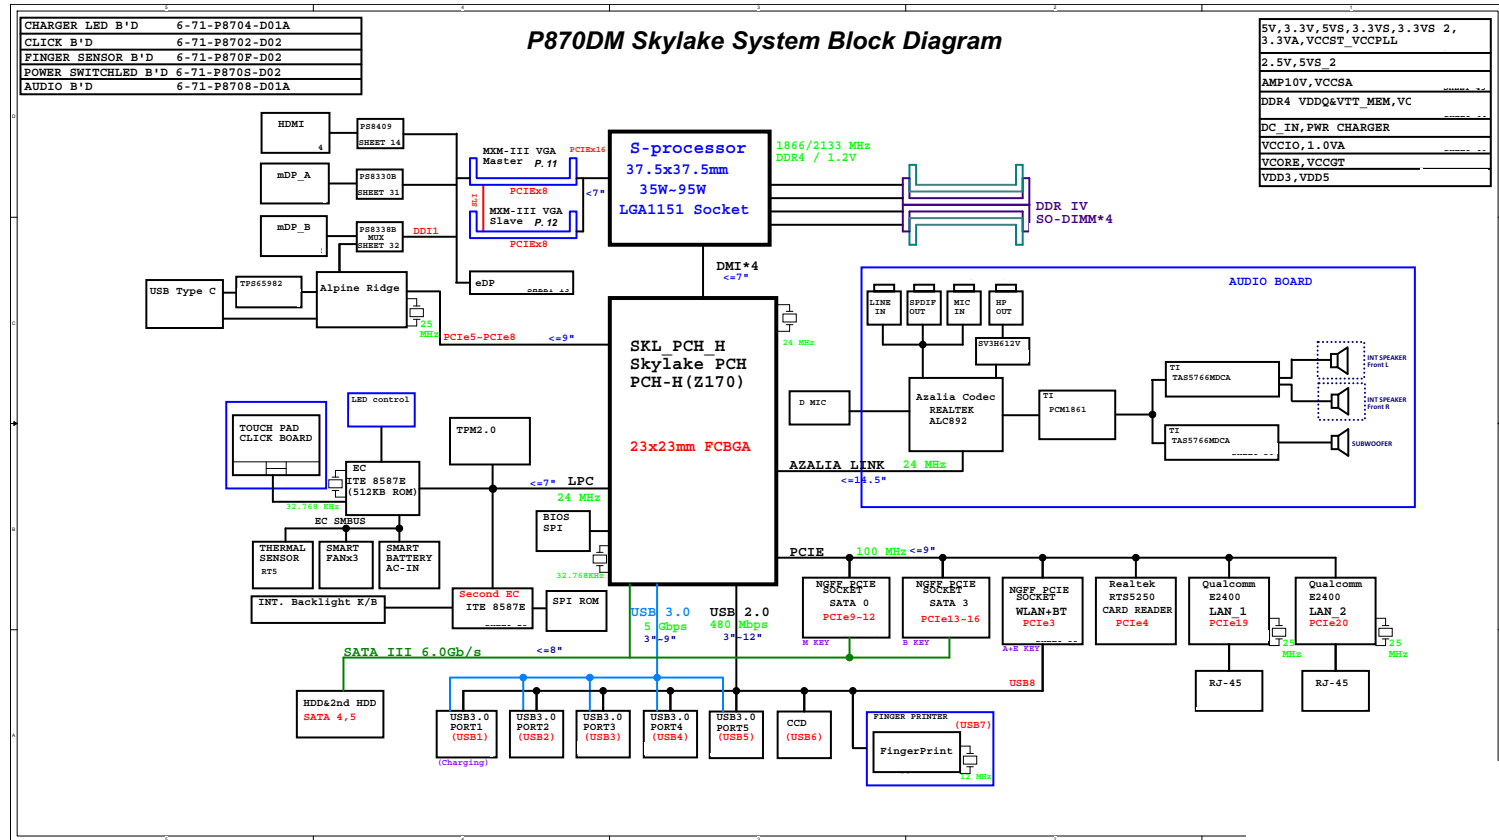 CHARGER LED B'D 6-71-P8704-D01A
CLICK B'D 6-71-P8702-D02
FINGER SENSOR B'D 6-71-P870F-D02
POWER SWITCHLED B'D 6-71-P870S-D02
AUDIO B'D 6-71-P8708-D01A
P870DM Skylake System Block Diagram
5V,3.3V,5VS,3.3VS,3.3VS 2,
3.3VA,VCCST_VCCPLL
2.5V,5VS_2
AMP10V,VCCSA
DDR4 VDDQ&VTT_MEM,VC
DC_IN,PWR CHARGER
VCCIO,1.0VA
VCORE,VCCGT
VDD3,VDD5
HDMI
4
PS8409
SHEET 14
mDP_A
PS8330B
SHEET 31
mDP_B
PS8338B
MUX
SHEET 32
DDI1
MXM-III VGA
Master P.11
PCIEx16
PCIEx8
SLI
<7"
MXM-III VGA
Slave P.12
PCIEx8
eDP
S-processor
37.5x37.5mm
35W~95W
LGA1151 Socket
1866/2133 MHz
DDR4 / 1.2V
DDR IV
SO-DIMM*4
DMI*4
<=7"
USB Type C
TPS65982
Alpine Ridge
25
MHz
PCIe5~PCIe8
<=9"
SKL_PCH_H
Skylake PCH
PCH-H(Z170)
23x23mm FCBGA
24 MHz
AUDIO BOARD
LINE
IN
SPDIF
OUT
MIC
IN
HP
OUT
SV3H612V
D MIC
Azalia Codec
REALTEK
ALC892
TI
PCM1861
TI
TAS5766MDCA
TI
TAS5766MDCA
INT SPEAKER
Front L
INT SPEAKER
Front R
SUBWOOFER
AZALIA LINK
24 MHz
<=14.5"
LED control
TOUCH PAD
CLICK BOARD
TPM2.0
EC
ITE 8587E
(512KB ROM)
32.768 KHz
<=7"
LPC
24 MHz
EC SMBUS
BIOS
SPI
32.768KHz
THERMAL
SENSOR
RT5
SMART
FANx3
SMART
BATTERY
AC-IN
INT. Backlight K/B
Second EC
ITE 8587E
SPI ROM
PCIE
100 MHz
<=9"
NGFF PCIE
SOCKET
SATA 0
PCIe9~12
M KEY
NGFF PCIE
SOCKET
SATA 3
PCIe13~16
B KEY
NGFF PCIE
SOCKET
WLAN+BT
PCIe3
A+E KEY
Realtek
RTS5250
CARD READER
PCIe4
Qualcomm
E2400
LAN_1
PCIe19
25
MHz
Qualcomm
E2400
LAN_2
PCIe20
25
MHz
RJ-45
RJ-45
USB 3.0
5 Gbps
3"~9"
USB 2.0
480 Mbps
3"~12"
SATA III 6.0Gb/s
<=8"
HDD&2nd HDD
SATA 4,5
USB8
USB3.0
PORT1
(USB1)
(Charging)
USB3.0
PORT2
(USB2)
USB3.0
PORT3
(USB3)
USB3.0
PORT4
(USB4)
USB3.0
PORT5
(USB5)
CCD
(USB6)
FINGER PRINTER
(USB7)
FingerPrint
12 MHz